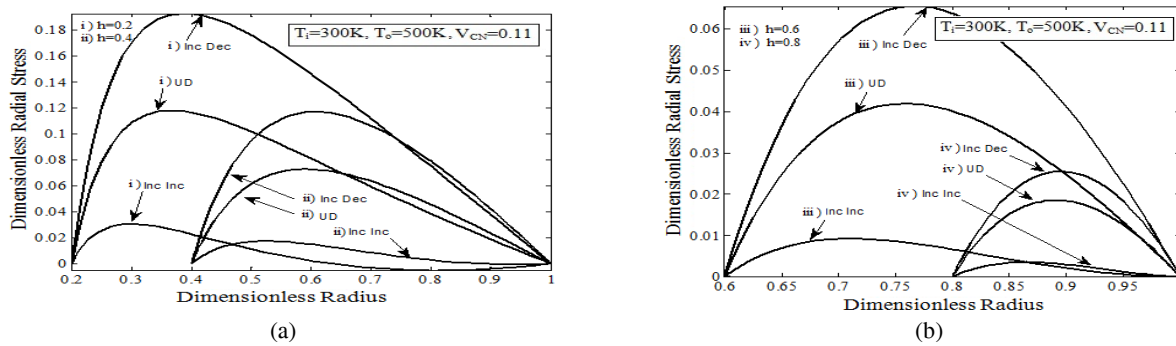 i) h=0.2
ii) h=0.4
Ti=300K, To=500K, VCN=0.11
Dimensionless Radial Stress
0.18
0.16
0.14
0.12
0.1
0.08
0.06
0.04
0.02
0
i) Inc Dec
i) UD
i) Inc Inc
ii) Inc Dec
ii) UD
ii) Inc Inc
0.2 0.3 0.4 0.5 0.6 0.7 0.8 0.9 1
Dimensionless Radius
(a)
iii) h=0.6
iv) h=0.8
Ti=300K, To=500K, VCN=0.11
Dimensionless Radial Stress
0.06
0.05
0.04
0.03
0.02
0.01
0
iii) Inc Dec
iii) UD
iv) Inc Dec
iv) UD
iv) Inc Inc
iii) Inc Inc
0.6 0.65 0.7 0.75 0.8 0.85 0.9 0.95
Dimensionless Radius
(b)